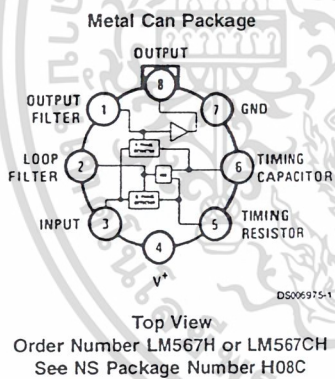 Metal Can Package
OUTPUT
8
OUTPUT
FILTER
1
7
GND
LOOP
FILTER
2
6
TIMING
CAPACITOR
INPUT
3
5
TIMING
RESISTOR
4
V+
DS006975-1
Top View
Order Number LM567H or LM567CH
See NS Package Number H08C